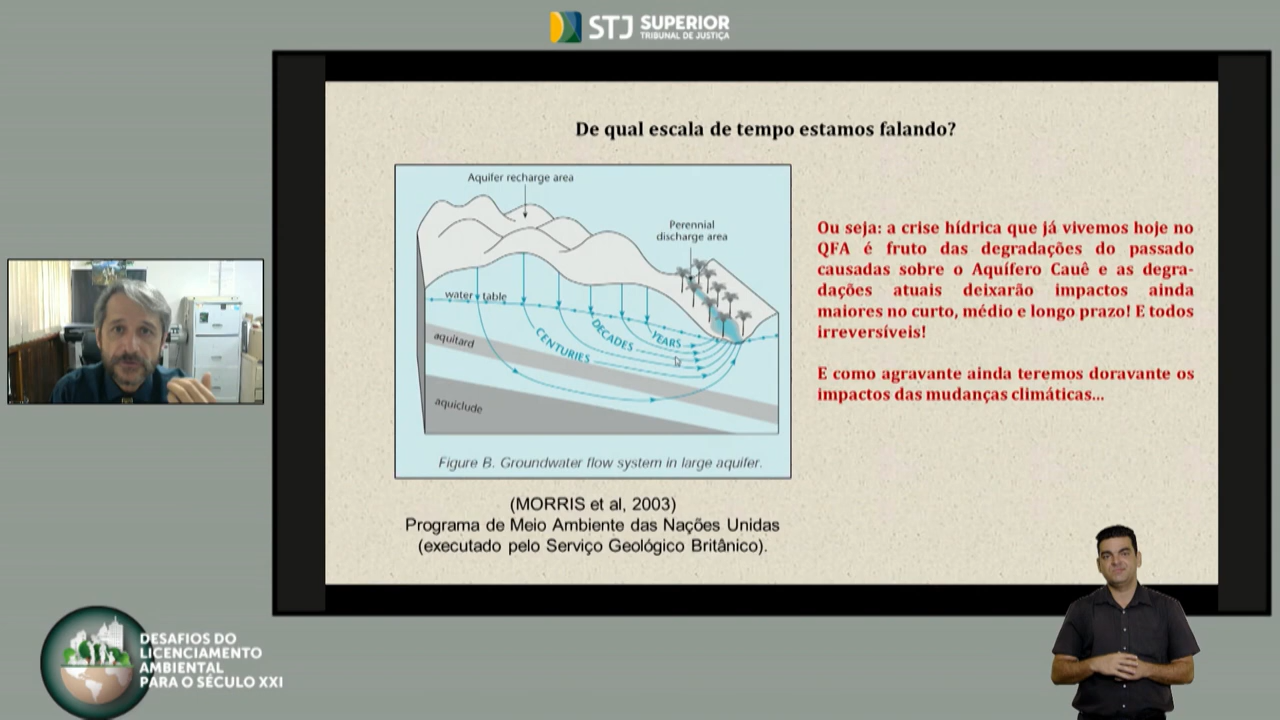 STJ SUPERIOR
TRIBUNAL DE JUSTIÇA
De qual escala de tempo estamos falando?
Aquifer recharge area
Perennial
discharge area
water table
aquitard
CENTURIES
DECADES
YEARS
aquiclude
Figure B. Groundwater flow system in large aquifer.
(MORRIS et al, 2003)
Programa de Meio Ambiente das Nações Unidas
(executado pelo Serviço Geológico Britânico).
Ou seja: a crise hídrica que já vivemos hoje no
QFA é fruto das degradações do passado
causadas sobre o Aquífero Cauê e as degra-
dações atuais deixarão impactos ainda
maiores no curto, médio e longo prazo! E todos
irreversíveis!
E como agravante ainda teremos doravante os
impactos das mudanças climáticas...
DESAFIOS DO
LICENCIAMENTO
AMBIENTAL
PARA O SÉCULO XXI